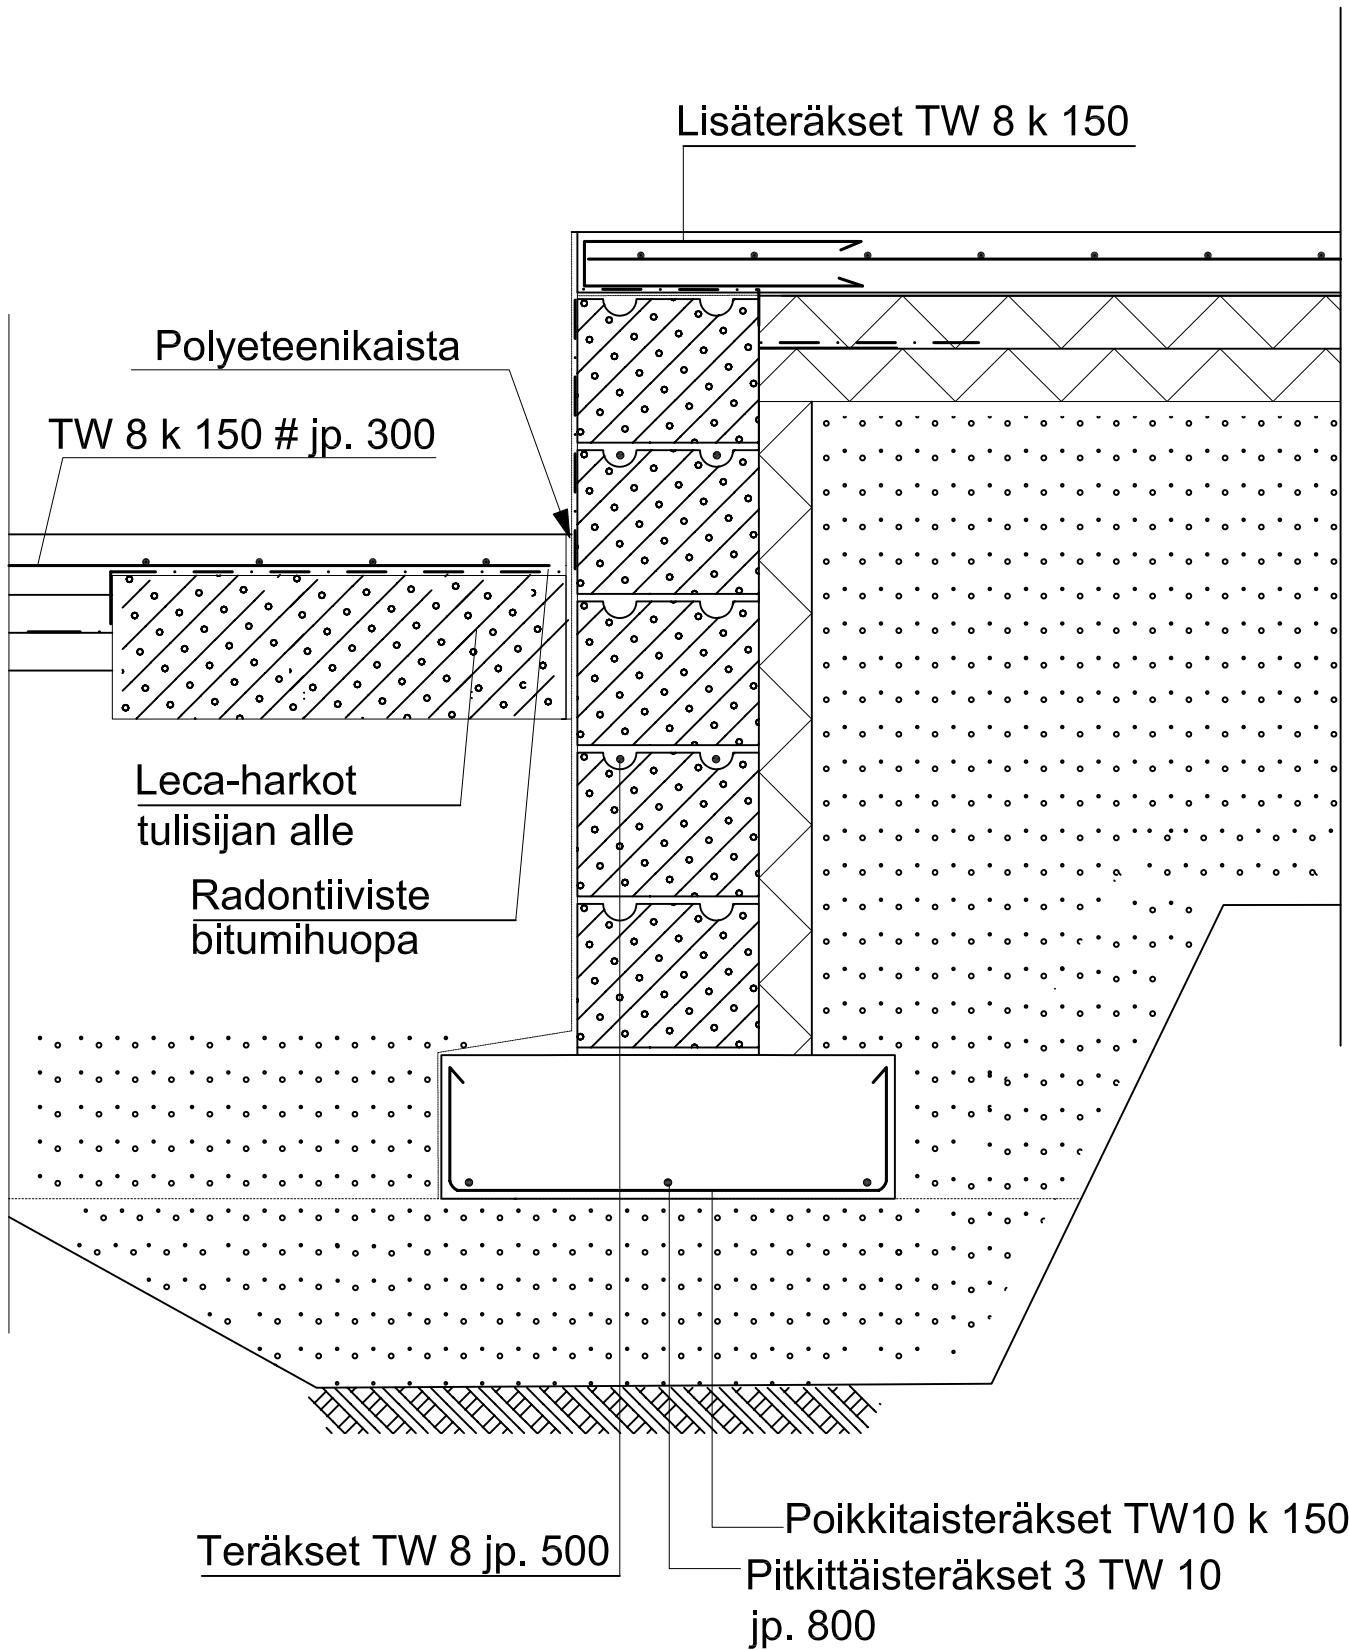 Lisäteräkset TW 8 k 150
Polyeteenikaista
TW 8 k 150 # jp. 300
Leca-harkot
tulisijan alle
Radontiiviste
bitumihuopa
Poikkitaisteräkset TW10 k 150
Teräkset TW 8 jp. 500
Pitkittäisteräkset 3 TW 10
jp. 800